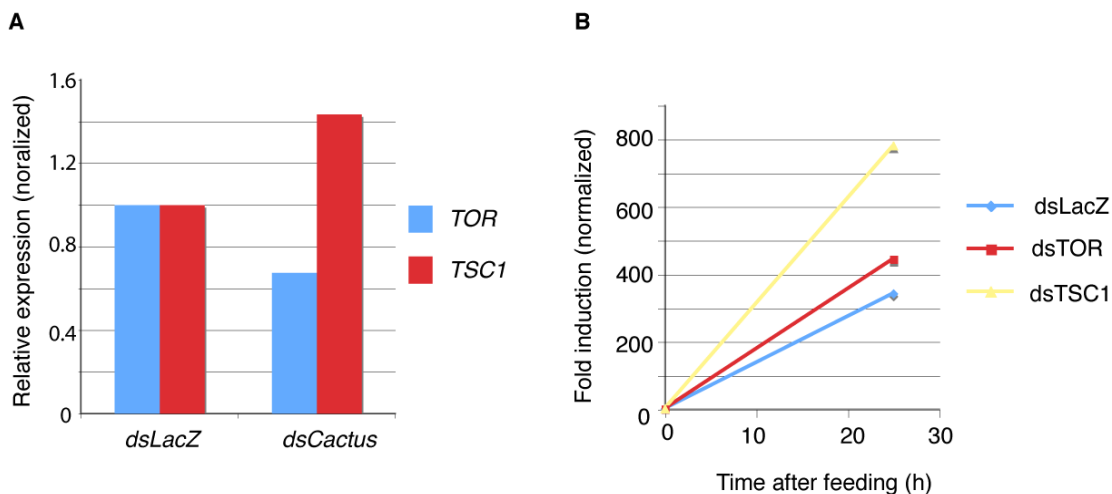 A
Relative expression (noralized)
1.6
1.2
0.8
0.4
0
dsLacZ
dsCactus
TOR
TSC1
B
Fold induction (normalized)
800
600
400
200
0
0
10
20
30
Time after feeding (h)
dsLacZ
dsTOR
dsTSC1